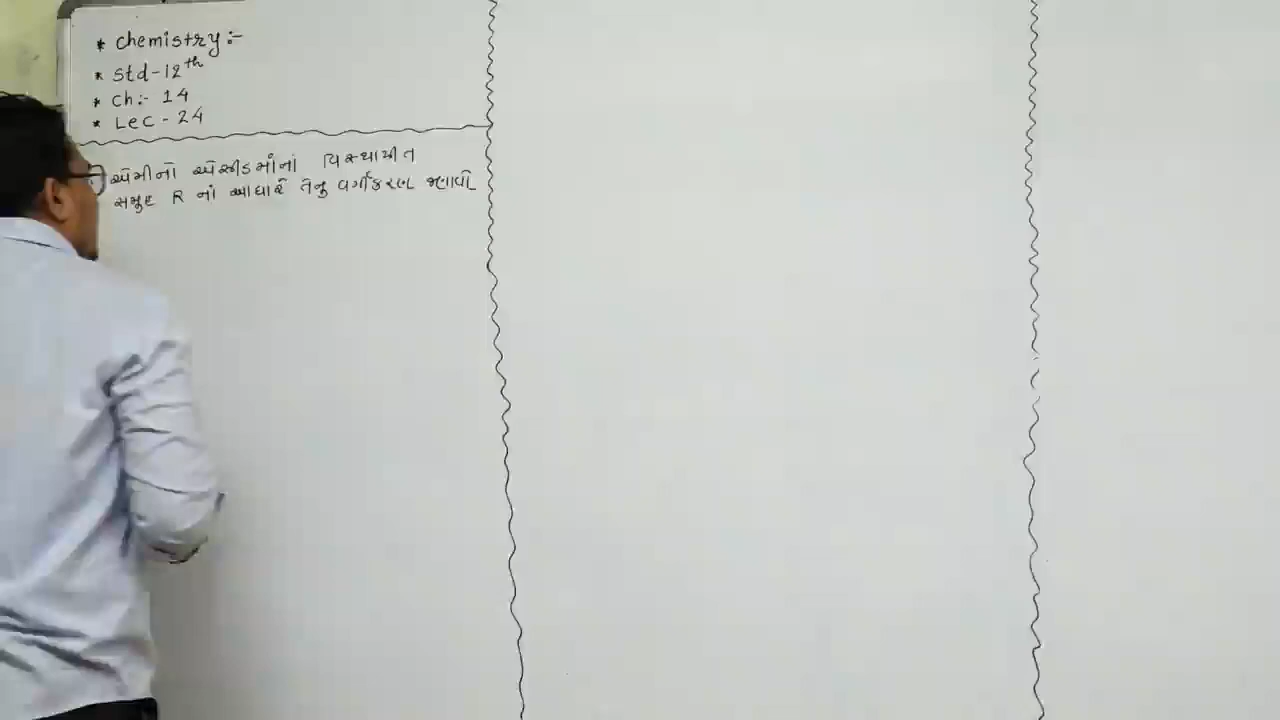 * Chemistry :-
* Std - 12th
* Ch :- 14
* Lec - 24
એમીનો એસીડમાંનાં વિસ્થાપીત
સમુહ R નાં આધારે તેનુ વર્ગીકરણ જણાવો